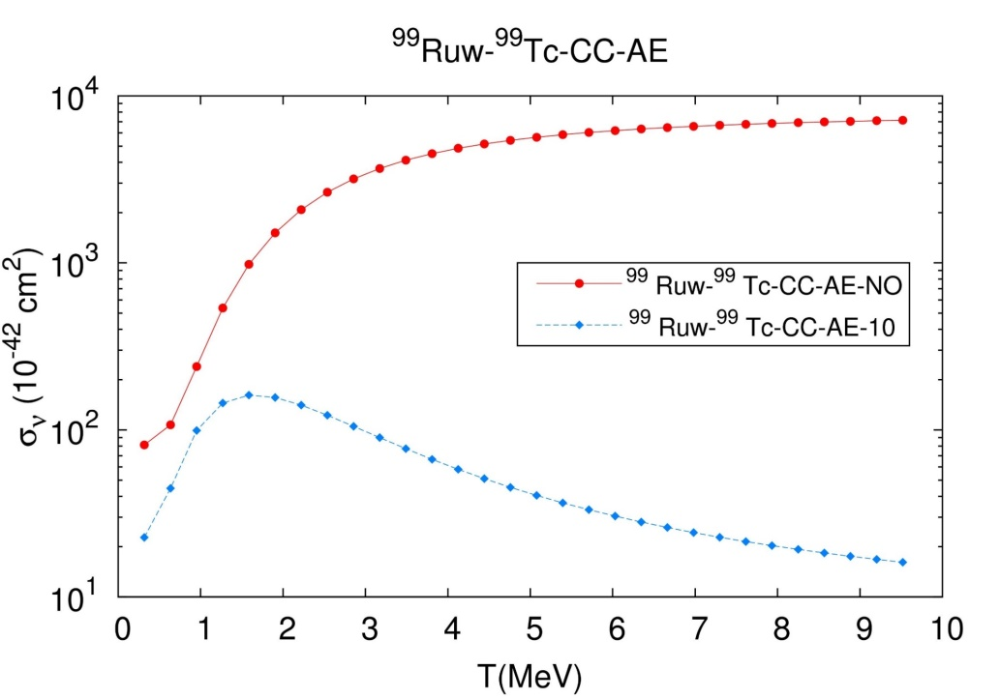 ⁹⁹Ruw-⁹⁹Tc-CC-AE
10⁴
10³
10²
10¹
σᵥ (10⁻⁴² cm²)
⁹⁹ Ruw-⁹⁹ Tc-CC-AE-NO
⁹⁹ Ruw-⁹⁹ Tc-CC-AE-10
0 1 2 3 4 5 6 7 8 9 10
T(MeV)